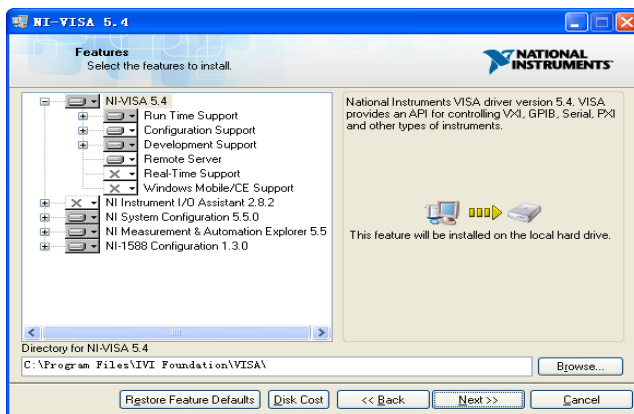 NI-VISA 5.4
Features
Select the features to install.
NATIONAL
INSTRUMENTS
NI-VISA 5.4
Run Time Support
Configuration Support
Development Support
Remote Server
Real-Time Support
Windows Mobile/CE Support
NI Instrument I/O Assistant 2.8.2
NI System Configuration 5.5.0
NI Measurement & Automation Explorer 5.5
NI-1588 Configuration 1.3.0
National Instruments VISA driver version 5.4. VISA
provides an API for controlling VXI, GPIB, Serial, PXI
and other types of instruments.
This feature will be installed on the local hard drive.
Directory for NI-VISA 5.4
C:\Program Files\IVI Foundation\VISA\
Browse...
Restore Feature Defaults
Disk Cost
<< Back
Next >>
Cancel